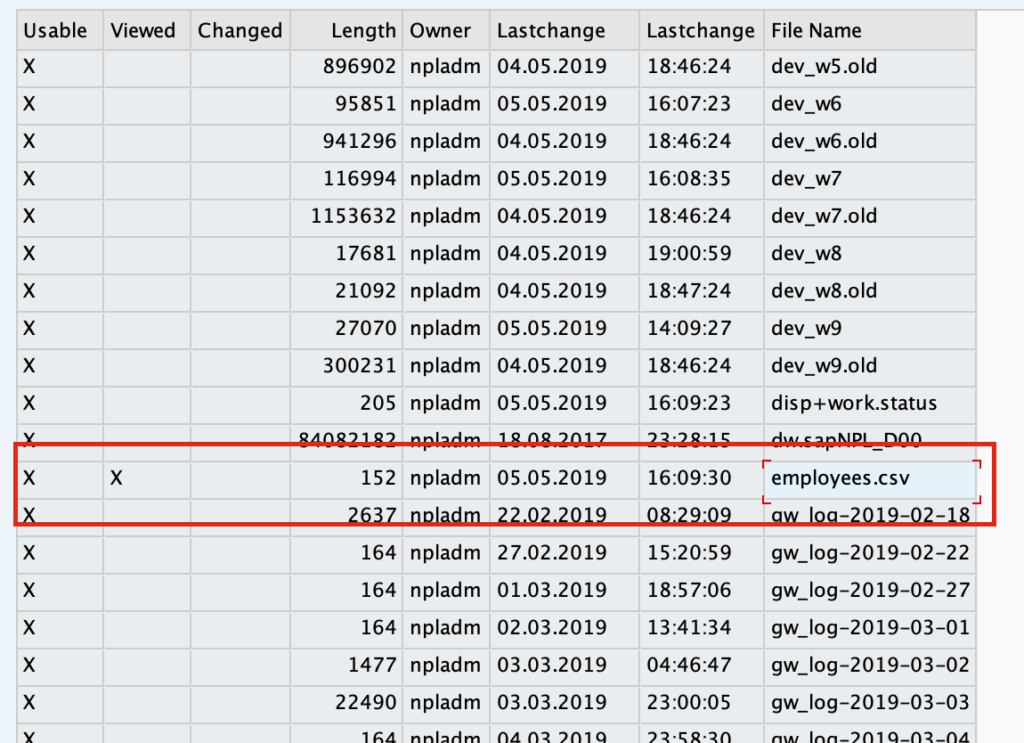 Usable Viewed Changed Length Owner Lastchange Lastchange File Name
X 896902 npladm 04.05.2019 18:46:24 dev_w5.old
X 95851 npladm 05.05.2019 16:07:23 dev_w6
X 941296 npladm 04.05.2019 18:46:24 dev_w6.old
X 116994 npladm 05.05.2019 16:08:35 dev_w7
X 1153632 npladm 04.05.2019 18:46:24 dev_w7.old
X 17681 npladm 04.05.2019 19:00:59 dev_w8
X 21092 npladm 04.05.2019 18:47:24 dev_w8.old
X 27070 npladm 05.05.2019 14:09:27 dev_w9
X 300231 npladm 04.05.2019 18:46:24 dev_w9.old
X 205 npladm 05.05.2019 16:09:23 disp+work.status
X 84082182 npladm 18.08.2017 23:28:15 dw.sapNPL_D00
X X 152 npladm 05.05.2019 16:09:30 employees.csv
X 2637 npladm 22.02.2019 08:29:09 gw_log-2019-02-18
X 164 npladm 27.02.2019 15:20:59 gw_log-2019-02-22
X 164 npladm 01.03.2019 18:57:06 gw_log-2019-02-27
X 164 npladm 02.03.2019 13:41:34 gw_log-2019-03-01
X 1477 npladm 03.03.2019 04:46:47 gw_log-2019-03-02
X 22490 npladm 03.03.2019 23:00:05 gw_log-2019-03-03
X 164 npladm 04.03.2019 23:58:30 gw_log-2019-03-04